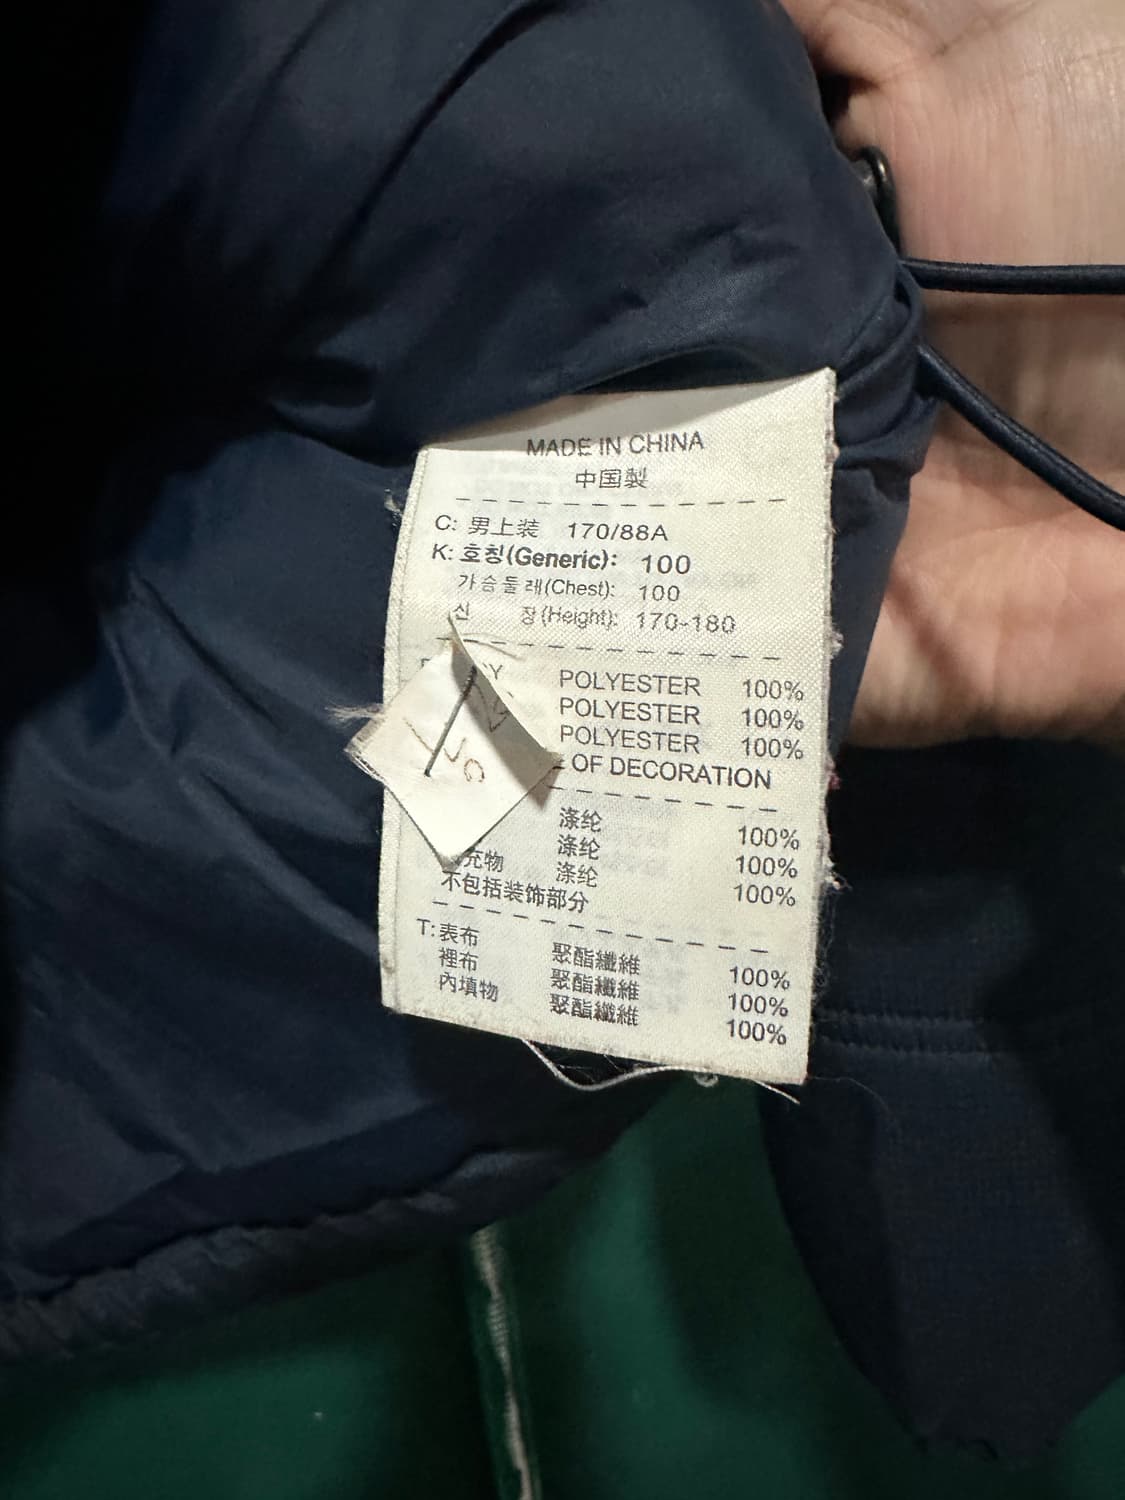 MADE IN CHINA
中国製
C: 男上装 170/88A
K: 호칭(Generic): 100
가슴둘레(Chest): 100
신 장(Height): 170-180
POLYESTER 100%
POLYESTER 100%
POLYESTER 100%
OF DECORATION
涤纶 100%
涤纶 100%
充物 涤纶 100%
不包括装饰部分
T: 表布 聚酯纖維 100%
裡布 聚酯纖維 100%
內填物 聚酯纖維 100%